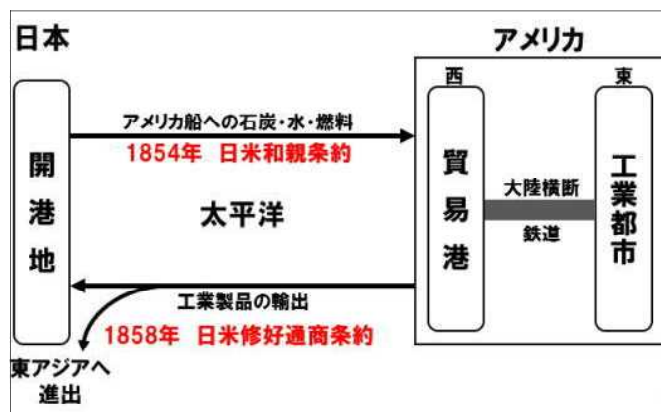 日本
アメリカ
西
東
開港地
アメリカ船への石炭・水・燃料
1854年 日米和親条約
太平洋
貿易港
大陸横断
鉄道
工業都市
工業製品の輸出
1858年 日米修好通商条約
東アジアへ
進出